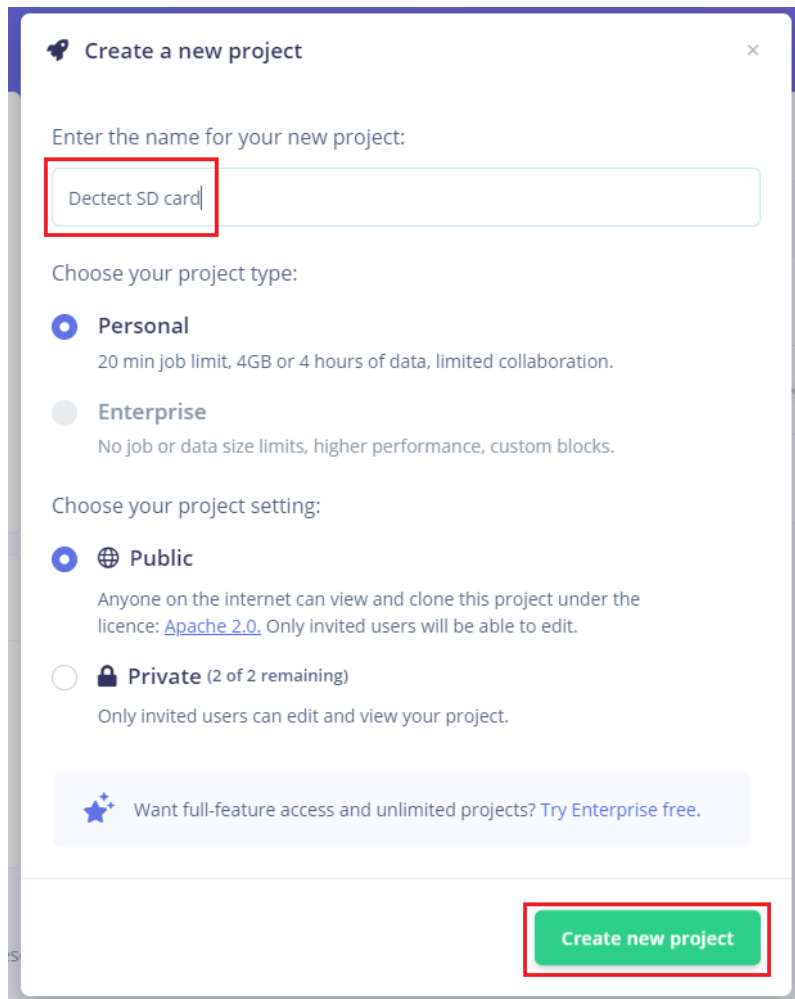 Create a new project
×
Enter the name for your new project:
Dectect SD card
Choose your project type:
Personal
20 min job limit, 4GB or 4 hours of data, limited collaboration.
Enterprise
No job or data size limits, higher performance, custom blocks.
Choose your project setting:
Public
Anyone on the internet can view and clone this project under the
licence: Apache 2.0. Only invited users will be able to edit.
Private (2 of 2 remaining)
Only invited users can edit and view your project.
Want full-feature access and unlimited projects? Try Enterprise free.
Create new project